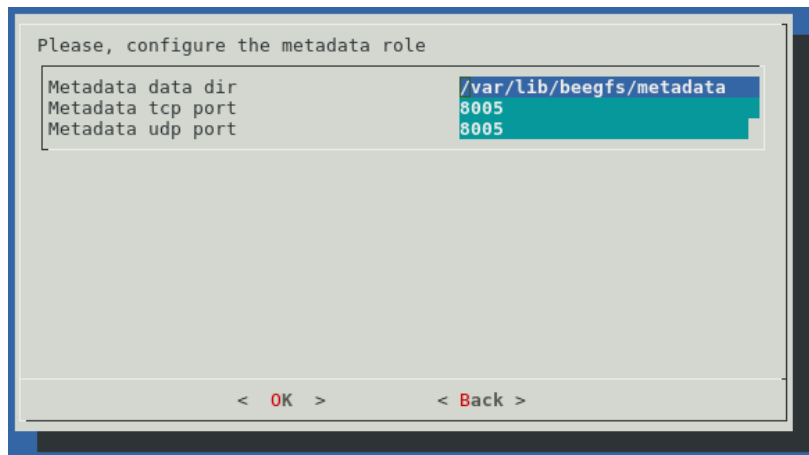 Please, configure the metadata role
Metadata data dir /var/lib/beegfs/metadata
Metadata tcp port 8005
Metadata udp port 8005
< OK > < Back >